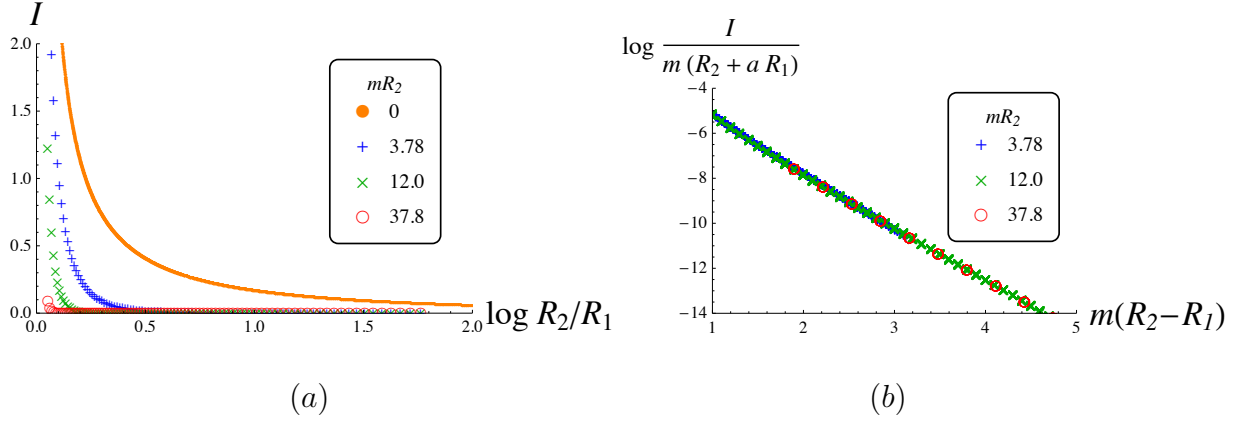 I
2.0
1.5
1.0
0.5
0.0
0.0 0.5 1.0 1.5 2.0
log R₂/R₁
mR₂
0
3.78
12.0
37.8
(a)
log I / m (R₂ + a R₁)
-4
-6
-8
-10
-12
-14
1 2 3 4 5
m(R₂−R₁)
mR₂
3.78
12.0
37.8
(b)